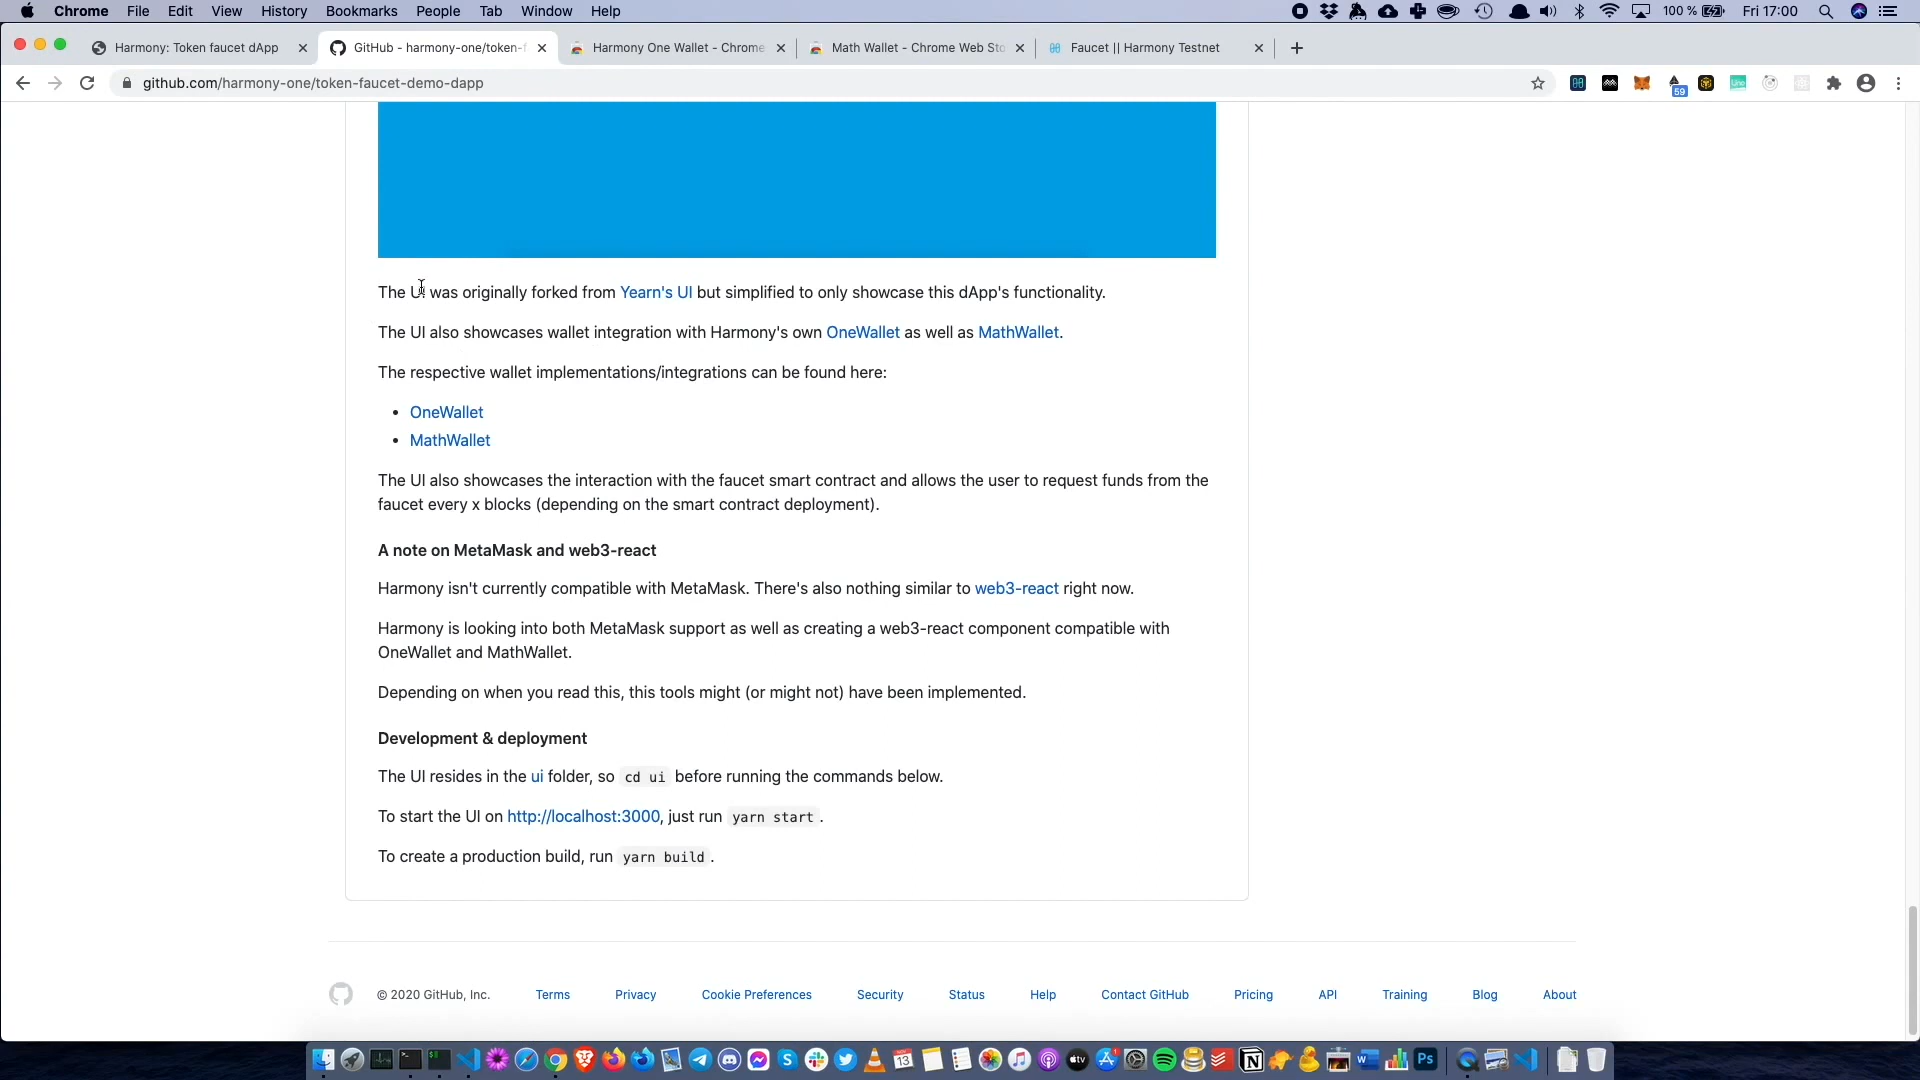 Chrome File Edit View History Bookmarks People Tab Window Help 100 % Fri 17:00
Harmony: Token faucet dApp GitHub - harmony-one/token-f Harmony One Wallet - Chrome Math Wallet - Chrome Web Sto Faucet || Harmony Testnet
github.com/harmony-one/token-faucet-demo-dapp
59
The UI was originally forked from Yearn's UI but simplified to only showcase this dApp's functionality.
The UI also showcases wallet integration with Harmony's own OneWallet as well as MathWallet.
The respective wallet implementations/integrations can be found here:
• OneWallet
• MathWallet
The UI also showcases the interaction with the faucet smart contract and allows the user to request funds from the
faucet every x blocks (depending on the smart contract deployment).
A note on MetaMask and web3-react
Harmony isn't currently compatible with MetaMask. There's also nothing similar to web3-react right now.
Harmony is looking into both MetaMask support as well as creating a web3-react component compatible with
OneWallet and MathWallet.
Depending on when you read this, this tools might (or might not) have been implemented.
Development & deployment
The UI resides in the ui folder, so cd ui before running the commands below.
To start the UI on http://localhost:3000, just run yarn start.
To create a production build, run yarn build.
© 2020 GitHub, Inc. Terms Privacy Cookie Preferences Security Status Help Contact GitHub Pricing API Training Blog About
13 tv W Ps